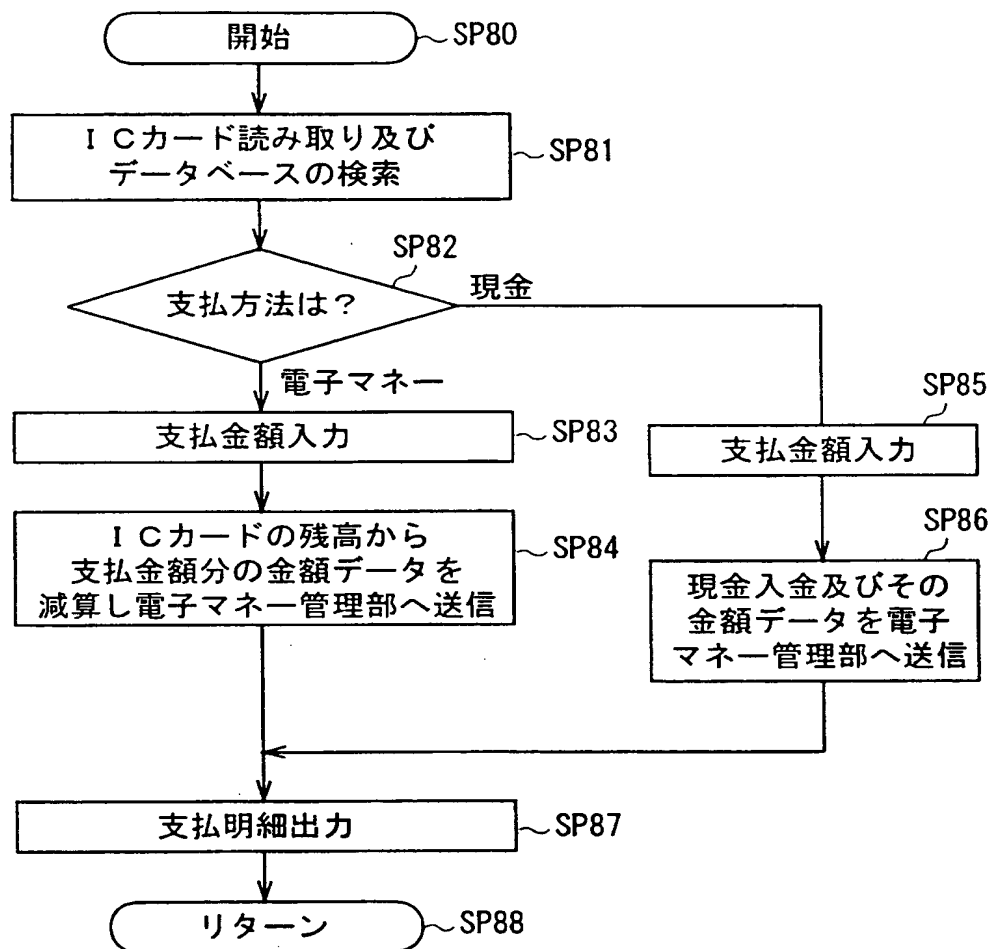 開始
SP80
ＩＣカード読み取り及び
データベースの検索
SP81
SP82
支払方法は？
現金
電子マネー
支払金額入力
SP83
SP85
支払金額入力
ＩＣカードの残高から
支払金額分の金額データを
減算し電子マネー管理部へ送信
SP84
SP86
現金入金及びその
金額データを電子
マネー管理部へ送信
支払明細出力
SP87
リターン
SP88